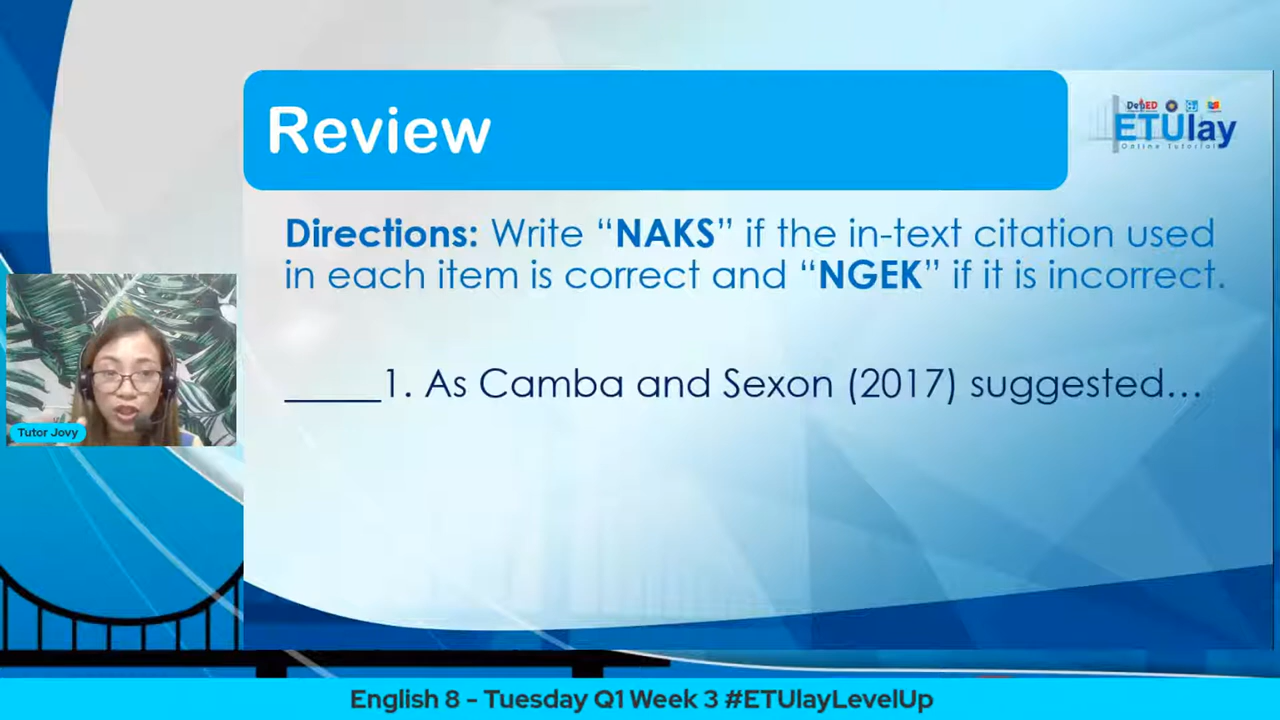 Review
DepED
ETUlay
Online Tutorial
Directions: Write “NAKS” if the in-text citation used
in each item is correct and “NGEK” if it is incorrect.
_____1. As Camba and Sexon (2017) suggested…
Tutor Jovy
English 8 - Tuesday Q1 Week 3 #ETUlayLevelUp